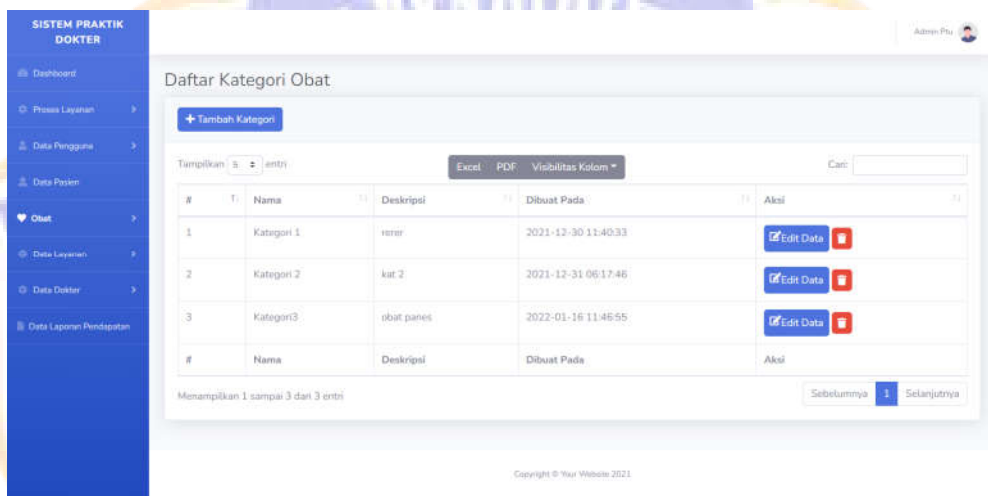 SISTEM PRAKTIK
DOKTER
Admin Ptu
Dashboard
Proses Layanan
Data Pengguna
Data Pasien
Obat
Data Layanan
Data Dokter
Data Laporan Pendapatan
Daftar Kategori Obat
+ Tambah Kategori
Tampilkan 5 entri
Excel PDF Visibilitas Kolom
Cari:
# Nama Deskripsi Dibuat Pada Aksi
1 Kategori 1 2021-12-30 11:40:33 Edit Data
2 Kategori 2 kat 2 2021-12-31 06:17:46 Edit Data
3 Kategori3 obat panes 2022-01-16 11:46:55 Edit Data
# Nama Deskripsi Dibuat Pada Aksi
Menampilkan 1 sampai 3 dari 3 entri
Sebelumnya 1 Selanjutnya
Copyright © Your Website 2021